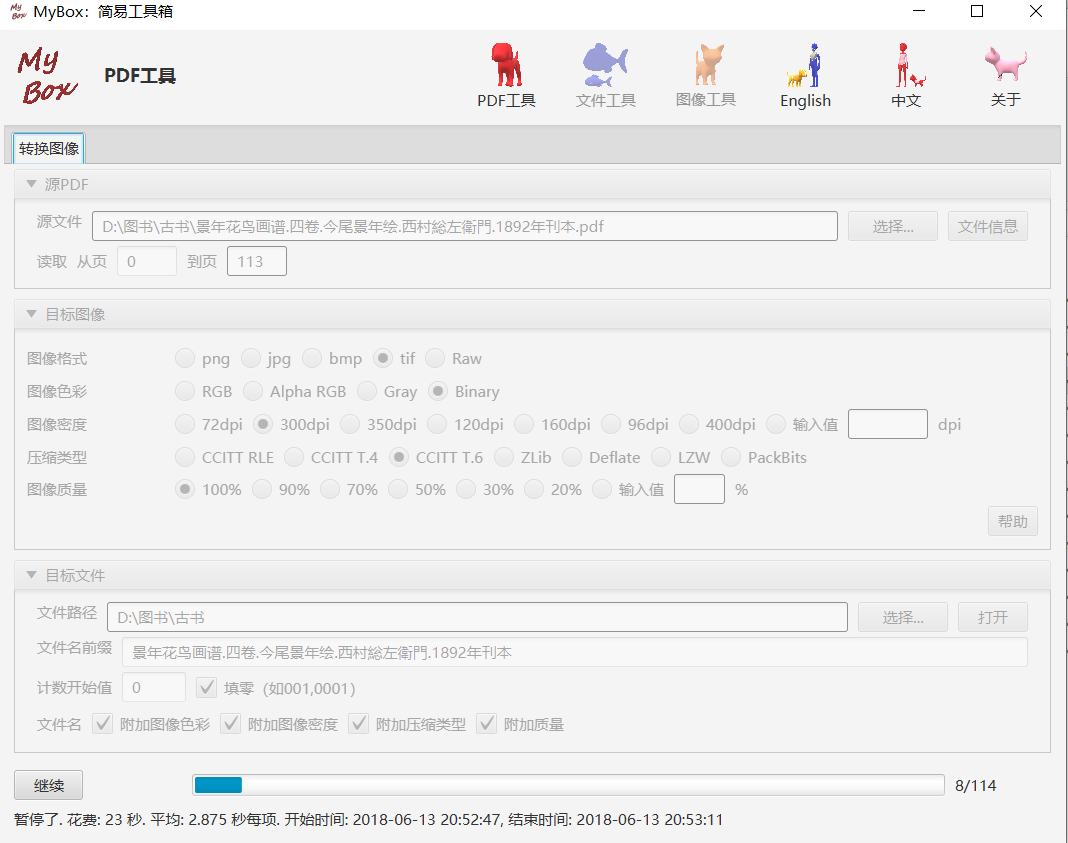 My Box MyBox：简易工具箱
My Box PDF工具
PDF工具 文件工具 图像工具 English 中文 关于
转换图像
源PDF
源文件 D:\图书\古书\景年花鸟画谱.四卷.今尾景年绘.西村総左衛門.1892年刊本.pdf 选择... 文件信息
读取 从页 0 到页 113
目标图像
图像格式 png jpg bmp tif Raw
图像色彩 RGB Alpha RGB Gray Binary
图像密度 72dpi 300dpi 350dpi 120dpi 160dpi 96dpi 400dpi 输入值 dpi
压缩类型 CCITT RLE CCITT T.4 CCITT T.6 ZLib Deflate LZW PackBits
图像质量 100% 90% 70% 50% 30% 20% 输入值 %
帮助
目标文件
文件路径 D:\图书\古书 选择... 打开
文件名前缀 景年花鸟画谱.四卷.今尾景年绘.西村総左衛門.1892年刊本
计数开始值 0 填零（如001,0001）
文件名 附加图像色彩 附加图像密度 附加压缩类型 附加质量
继续 8/114
暂停了. 花费: 23 秒. 平均: 2.875 秒每项. 开始时间: 2018-06-13 20:52:47, 结束时间: 2018-06-13 20:53:11